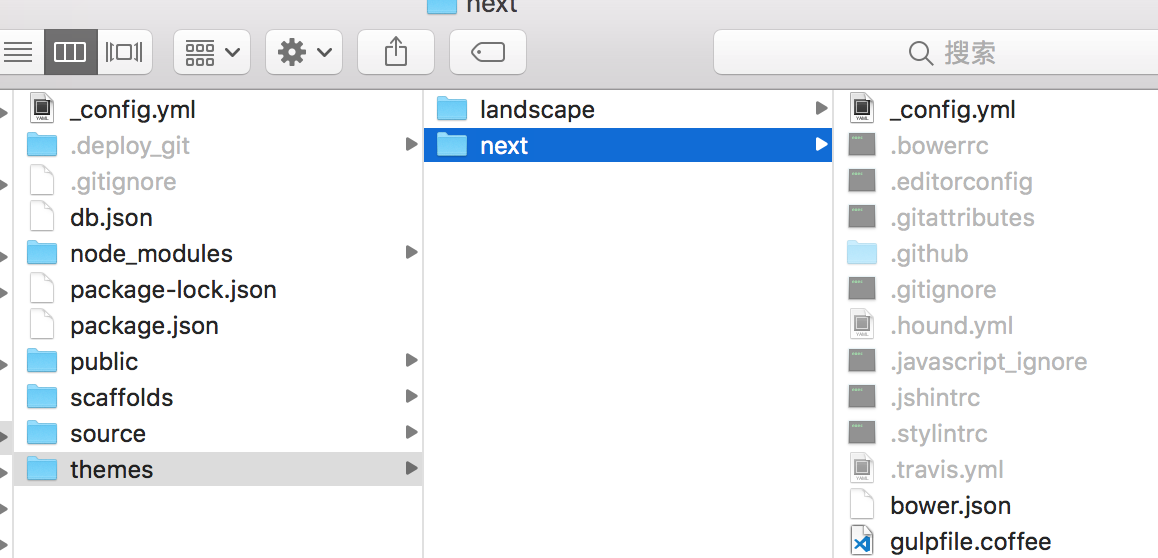 next
搜索
_config.yml
.deploy_git
.gitignore
db.json
node_modules
package-lock.json
package.json
public
scaffolds
source
themes
landscape
next
_config.yml
.bowerrc
.editorconfig
.gitattributes
.github
.gitignore
.hound.yml
.javascript_ignore
.jshintrc
.stylintrc
.travis.yml
bower.json
gulpfile.coffee